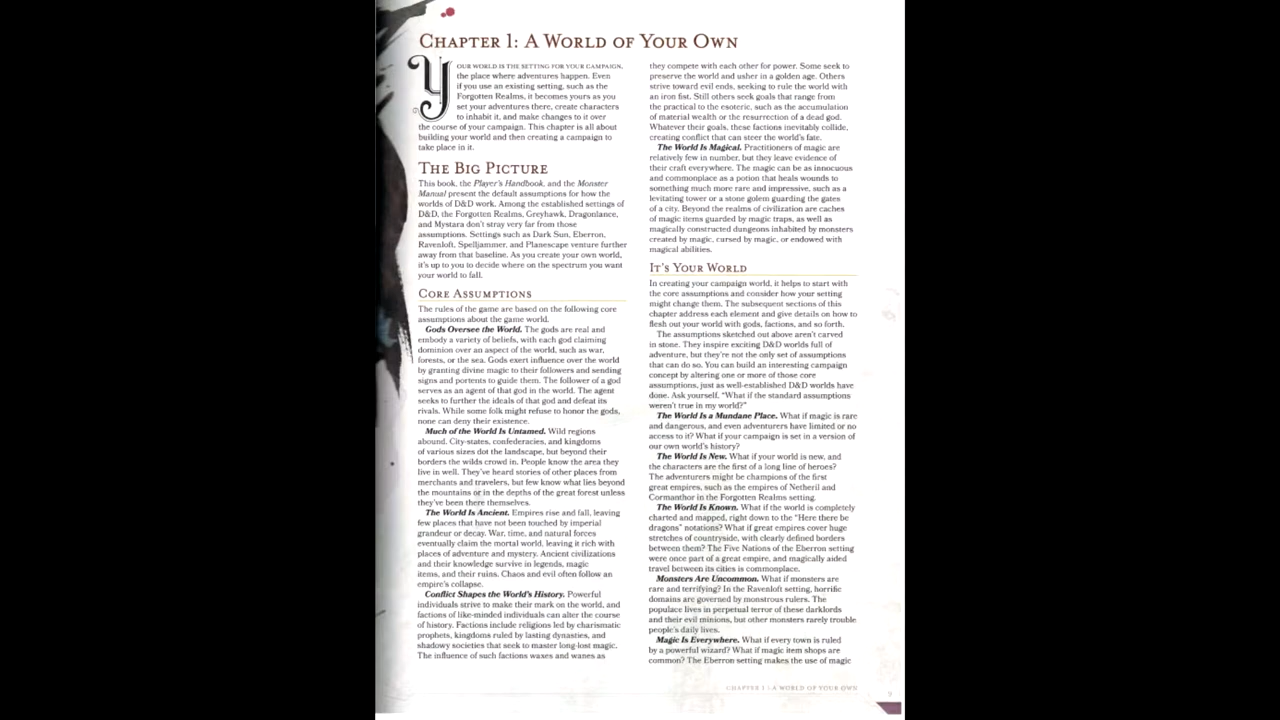 CHAPTER 1: A WORLD OF YOUR OWN
YOUR WORLD IS THE SETTING FOR YOUR CAMPAIGN,
the place where adventures happen. Even
if you use an existing setting, such as the
Forgotten Realms, it becomes yours as you
set your adventures there, create characters
to inhabit it, and make changes to it over
the course of your campaign. This chapter is all about
building your world and then creating a campaign to
take place in it.
THE BIG PICTURE
This book, the Player's Handbook, and the Monster
Manual present the default assumptions for how the
worlds of D&D work. Among the established settings of
D&D, the Forgotten Realms, Greyhawk, Dragonlance,
and Mystara don't stray very far from those
assumptions. Settings such as Dark Sun, Eberron,
Ravenloft, Spelljammer, and Planescape venture further
away from that baseline. As you create your own world,
it's up to you to decide where on the spectrum you want
your world to fall.
CORE ASSUMPTIONS
The rules of the game are based on the following core
assumptions about the game world.
Gods Oversee the World. The gods are real and
embody a variety of beliefs, with each god claiming
dominion over an aspect of the world, such as war,
forests, or the sea. Gods exert influence over the world
by granting divine magic to their followers and sending
signs and portents to guide them. The follower of a god
serves as an agent of that god in the world. The agent
seeks to further the ideals of that god and defeat its
rivals. While some folk might refuse to honor the gods,
none can deny their existence.
Much of the World Is Untamed. Wild regions
abound. City-states, confederacies, and kingdoms
of various sizes dot the landscape, but beyond their
borders the wilds crowd in. People know the area they
live in well. They've heard stories of other places from
merchants and travelers, but few know what lies beyond
the mountains or in the depths of the great forest unless
they've been there themselves.
The World Is Ancient. Empires rise and fall, leaving
few places that have not been touched by imperial
grandeur or decay. War, time, and natural forces
eventually claim the mortal world, leaving it rich with
places of adventure and mystery. Ancient civilizations
and their knowledge survive in legends, magic
items, and their ruins. Chaos and evil often follow an
empire's collapse.
Conflict Shapes the World's History. Powerful
individuals strive to make their mark on the world, and
factions of like-minded individuals can alter the course
of history. Factions include religions led by charismatic
prophets, kingdoms ruled by lasting dynasties, and
shadowy societies that seek to master long-lost magic.
The influence of such factions waxes and wanes as
they compete with each other for power. Some seek to
preserve the world and usher in a golden age. Others
strive toward evil ends, seeking to rule the world with
an iron fist. Still others seek goals that range from
the practical to the esoteric, such as the accumulation
of material wealth or the resurrection of a dead god.
Whatever their goals, these factions inevitably collide,
creating conflict that can steer the world's fate.
The World Is Magical. Practitioners of magic are
relatively few in number, but they leave evidence of
their craft everywhere. The magic can be as innocuous
and commonplace as a potion that heals wounds to
something much more rare and impressive, such as a
levitating tower or a stone golem guarding the gates
of a city. Beyond the realms of civilization are caches
of magic items guarded by magic traps, as well as
magically constructed dungeons inhabited by monsters
created by magic, cursed by magic, or endowed with
magical abilities.
IT'S YOUR WORLD
In creating your campaign world, it helps to start with
the core assumptions and consider how your setting
might change them. The subsequent sections of this
chapter address each element and give details on how to
flesh out your world with gods, factions, and so forth.
The assumptions sketched out above aren't carved
in stone. They inspire exciting D&D worlds full of
adventure, but they're not the only set of assumptions
that can do so. You can build an interesting campaign
concept by altering one or more of those core
assumptions, just as well-established D&D worlds have
done. Ask yourself, "What if the standard assumptions
weren't true in my world?"
The World Is a Mundane Place. What if magic is rare
and dangerous, and even adventurers have limited or no
access to it? What if your campaign is set in a version of
our own world's history?
The World Is New. What if your world is new, and
the characters are the first of a long line of heroes?
The adventurers might be champions of the first
great empires, such as the empires of Netheril and
Cormanthor in the Forgotten Realms setting.
The World Is Known. What if the world is completely
charted and mapped, right down to the "Here there be
dragons" notations? What if great empires cover huge
stretches of countryside, with clearly defined borders
between them? The Five Nations of the Eberron setting
were once part of a great empire, and magically aided
travel between its cities is commonplace.
Monsters Are Uncommon. What if monsters are
rare and terrifying? In the Ravenloft setting, horrific
domains are governed by monstrous rulers. The
populace lives in perpetual terror of these darklords
and their evil minions, but other monsters rarely trouble
people's daily lives.
Magic Is Everywhere. What if every town is ruled
by a powerful wizard? What if magic item shops are
common? The Eberron setting makes the use of magic
CHAPTER 1 | A WORLD OF YOUR OWN
9